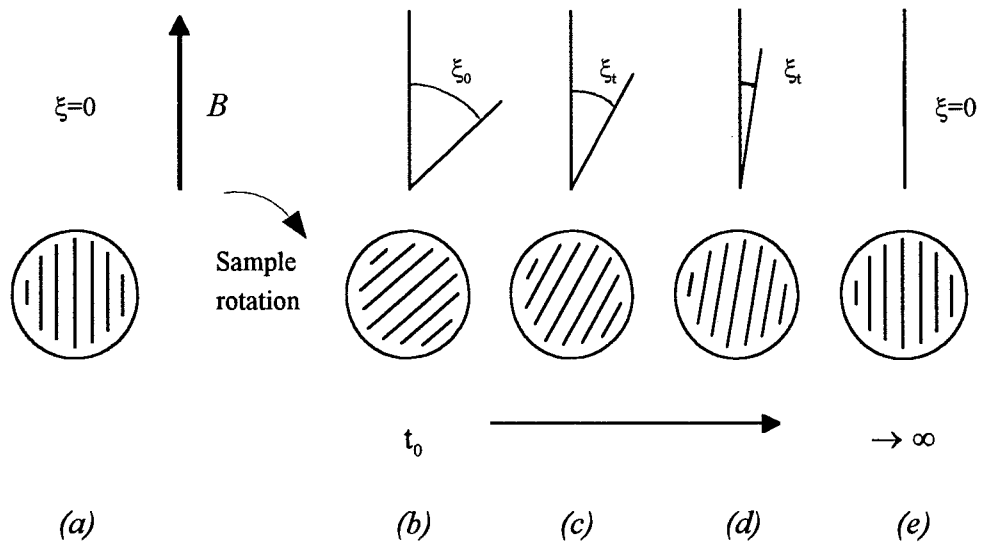 ξ=0
B
ξ₀
ξₜ
ξₜ
ξ=0
Sample
rotation
t₀
→ ∞
(a)
(b)
(c)
(d)
(e)